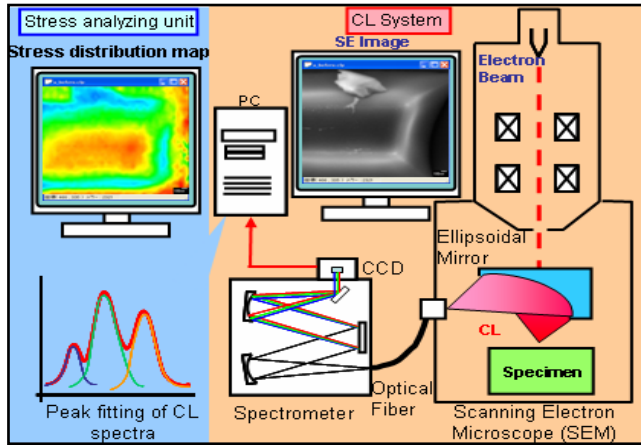 Stress analyzing unit
Stress distribution map
CL System
SE Image
PC
Electron
Beam
Ellipsoidal
Mirror
CCD
CL
Specimen
Optical
Fiber
Peak fitting of CL
spectra
Spectrometer
Scanning Electron
Microscope (SEM)